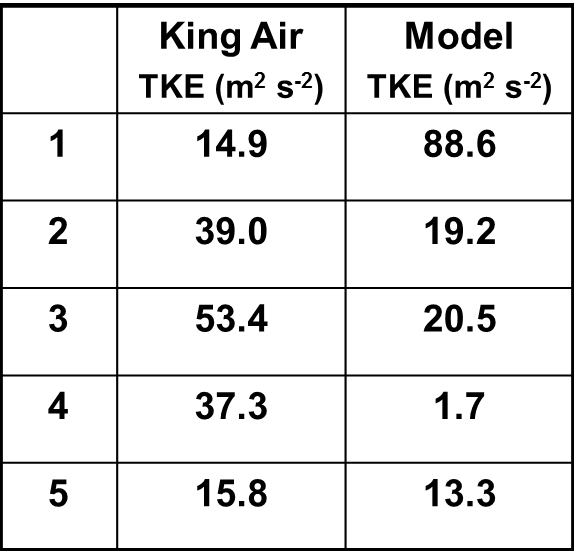 King Air Model
TKE (m² s⁻²) TKE (m² s⁻²)
1 14.9 88.6
2 39.0 19.2
3 53.4 20.5
4 37.3 1.7
5 15.8 13.3